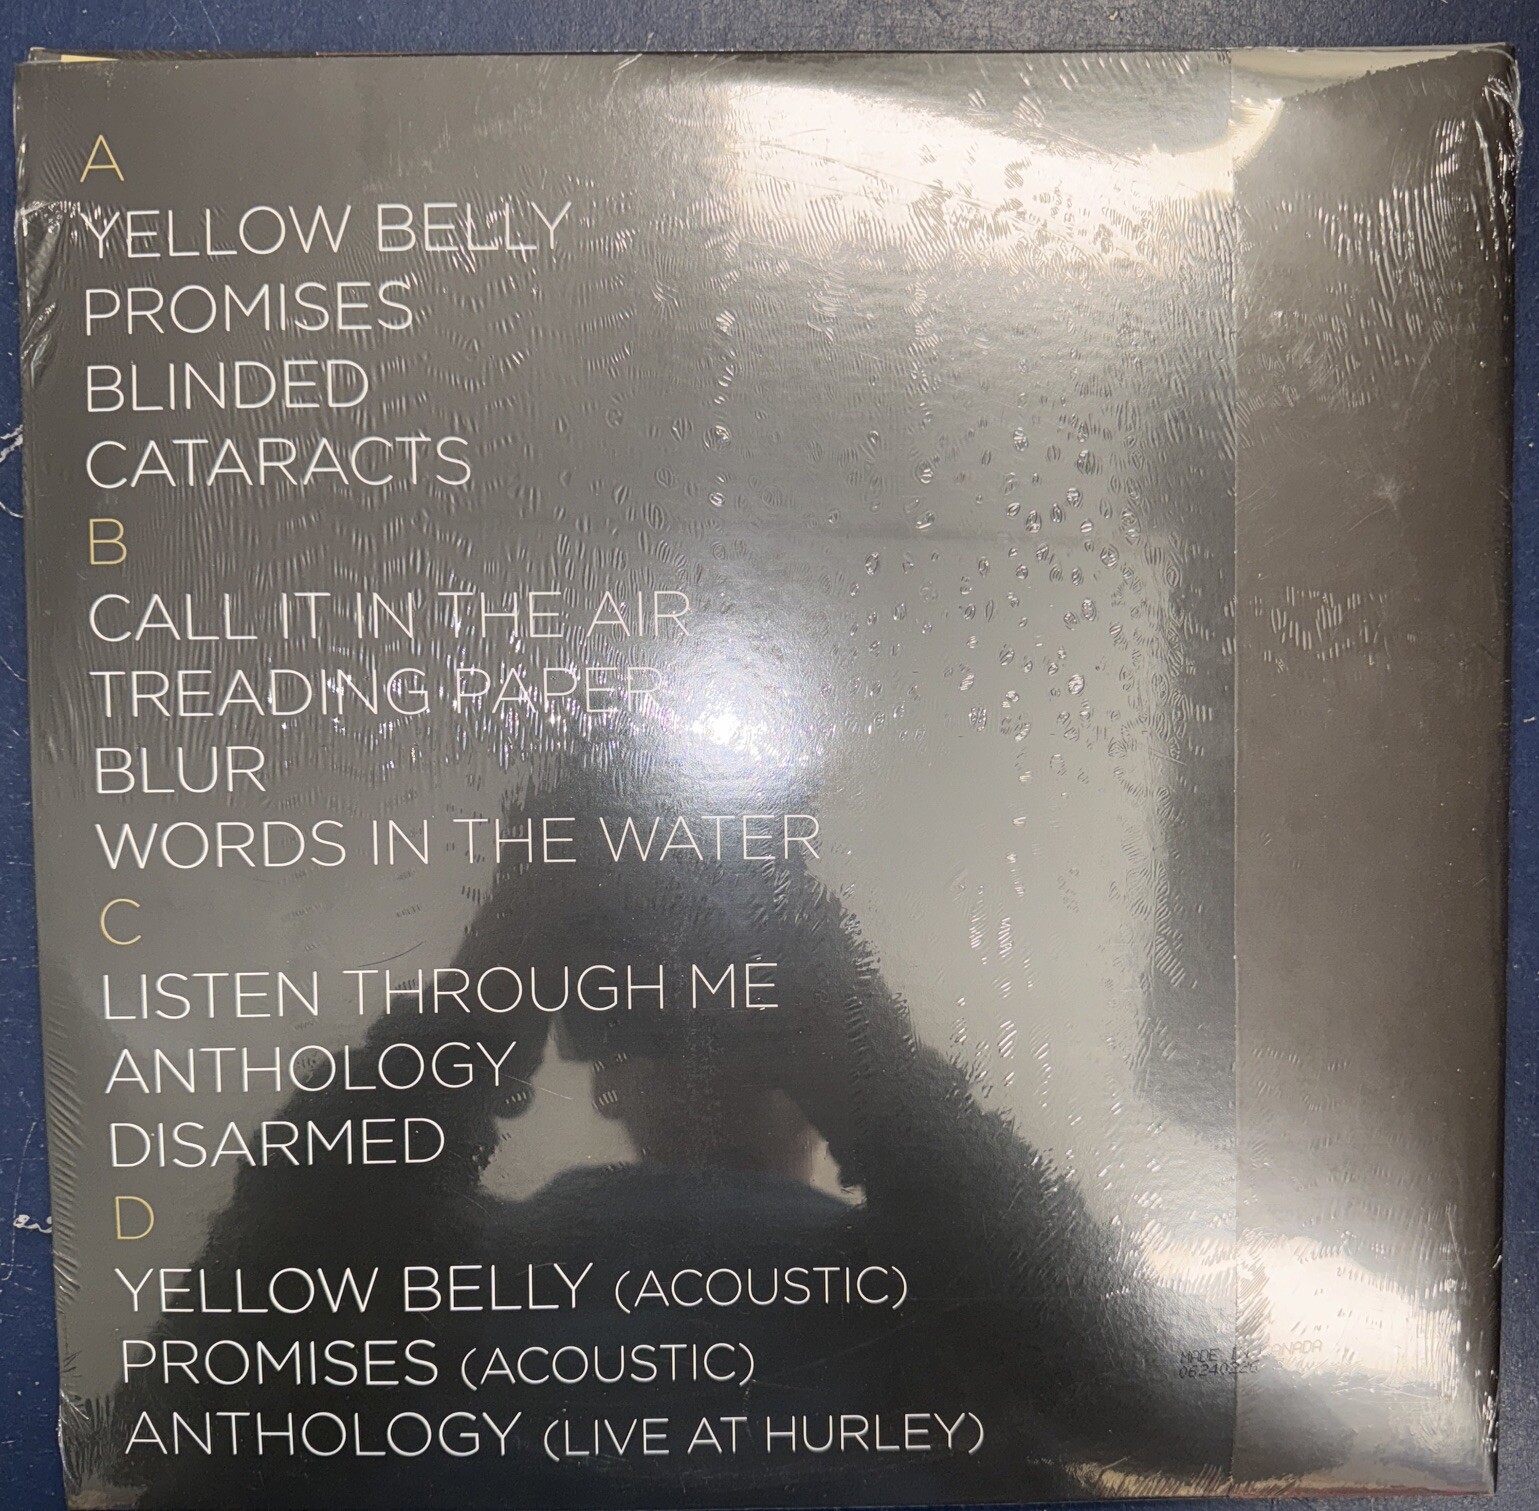 A
YELLOW BELLY
PROMISES
BLINDED
CATARACTS
B
CALL IT IN THE AIR
TREADING PAPER
BLUR
WORDS IN THE WATER
C
LISTEN THROUGH ME
ANTHOLOGY
DISARMED
D
YELLOW BELLY (ACOUSTIC)
PROMISES (ACOUSTIC)
ANTHOLOGY (LIVE AT HURLEY)
MADE